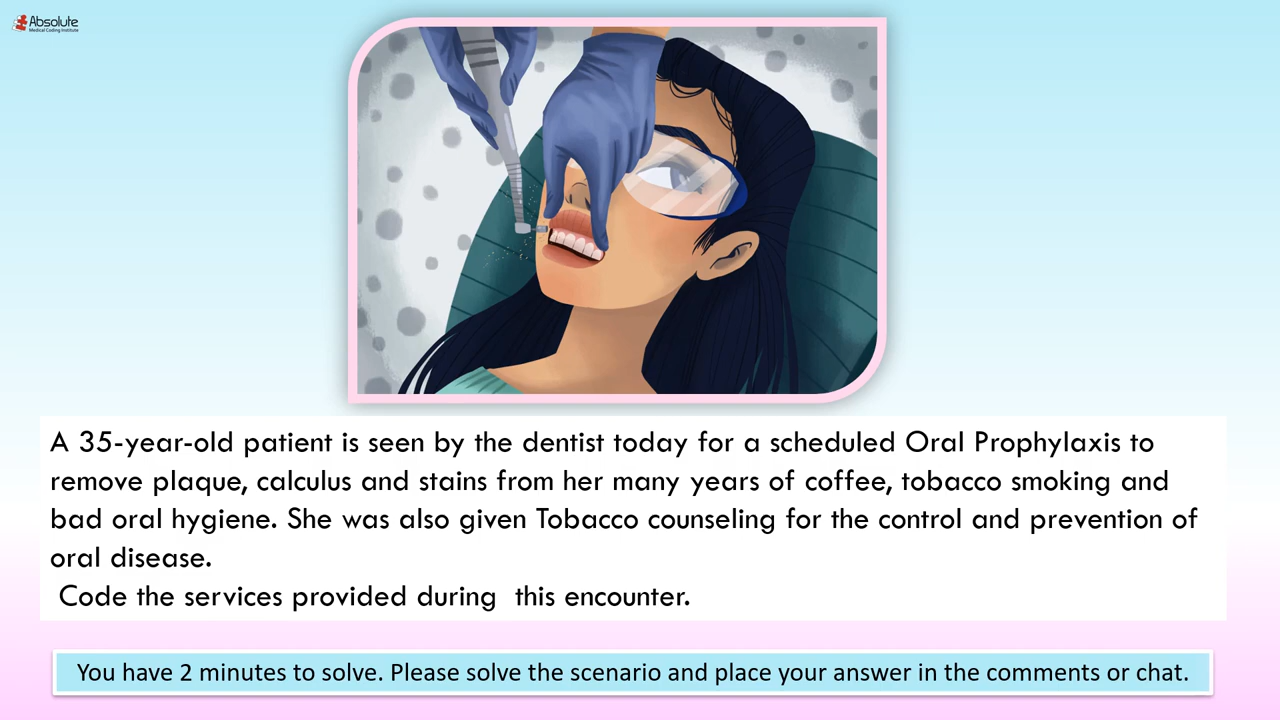 Absolute
Medical Coding Institute
A 35-year-old patient is seen by the dentist today for a scheduled Oral Prophylaxis to
remove plaque, calculus and stains from her many years of coffee, tobacco smoking and
bad oral hygiene. She was also given Tobacco counseling for the control and prevention of
oral disease.
Code the services provided during this encounter.
You have 2 minutes to solve. Please solve the scenario and place your answer in the comments or chat.